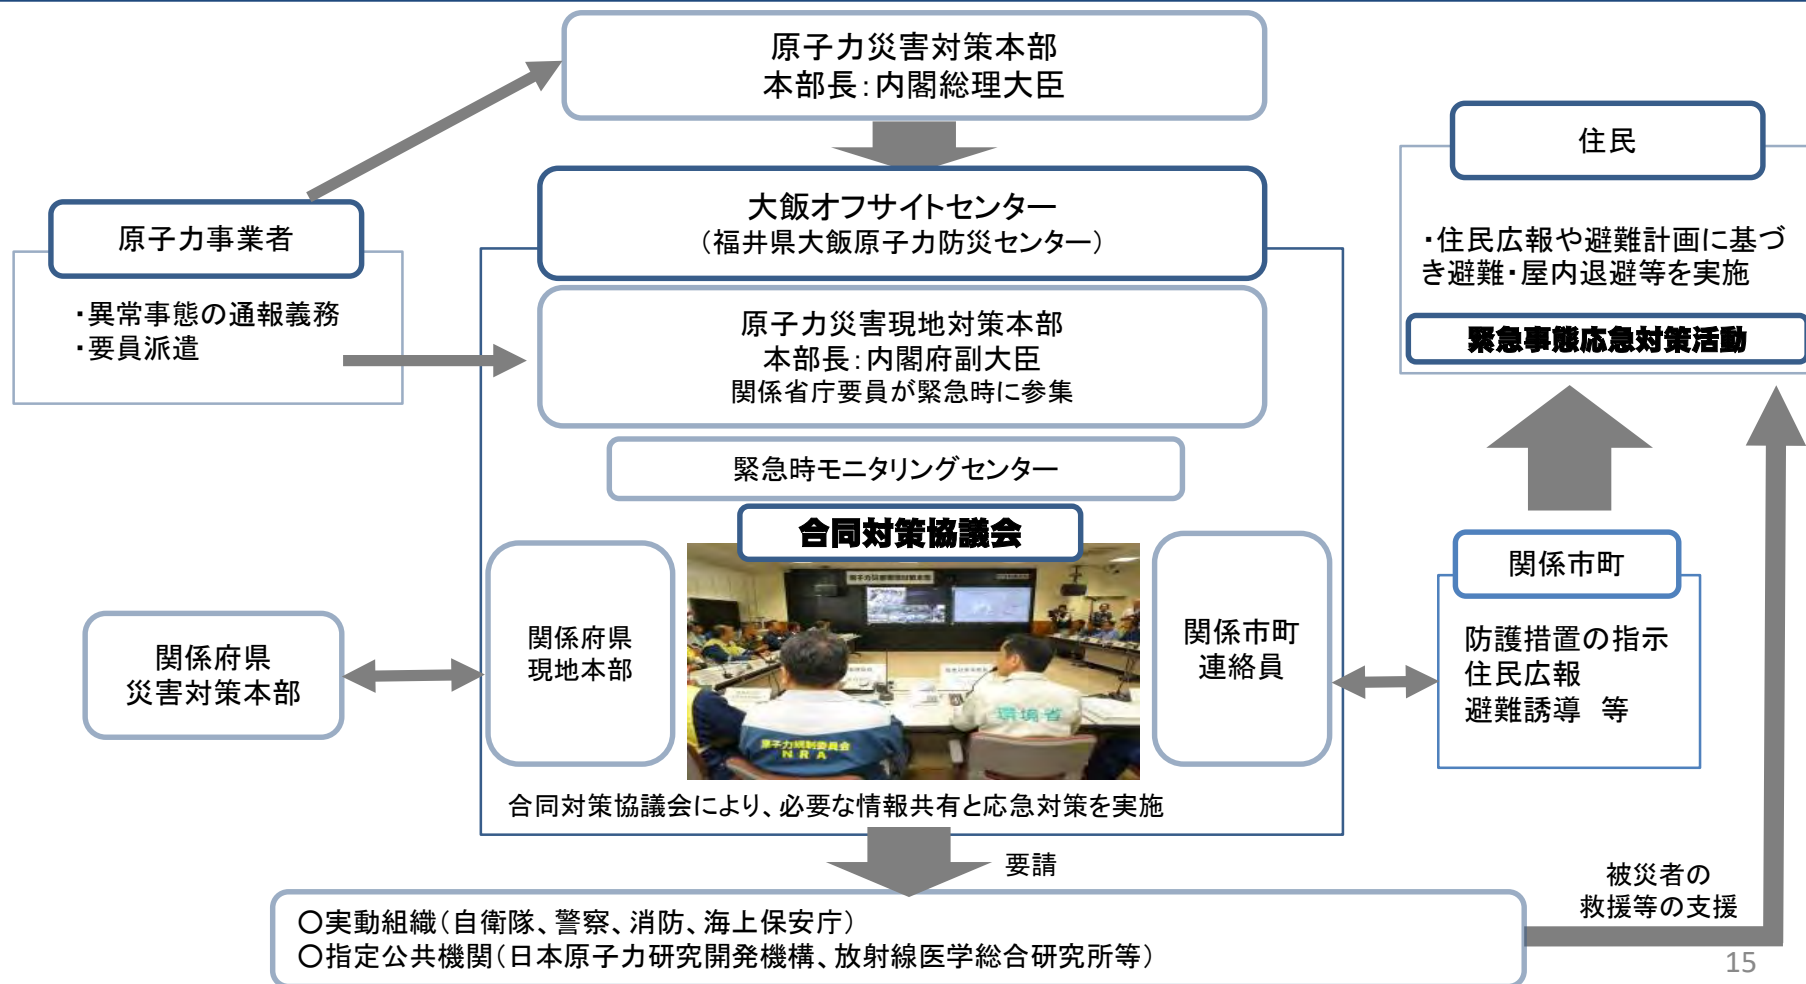 原子力災害対策本部
本部長：内閣総理大臣
住民
・住民広報や避難計画に基づ
き避難・屋内退避等を実施
緊急事態応急対策活動
原子力事業者
・異常事態の通報義務
・要員派遣
大飯オフサイトセンター
（福井県大飯原子力防災センター）
原子力災害現地対策本部
本部長：内閣府副大臣
関係省庁要員が緊急時に参集
緊急時モニタリングセンター
合同対策協議会
関係府県
災害対策本部
関係府県
現地本部
環境省
原子力規制委員会
NRA
関係市町
連絡員
関係市町
防護措置の指示
住民広報
避難誘導　等
合同対策協議会により、必要な情報共有と応急対策を実施
要請
被災者の
救援等の支援
○実動組織（自衛隊、警察、消防、海上保安庁）
○指定公共機関（日本原子力研究開発機構、放射線医学総合研究所等）
15